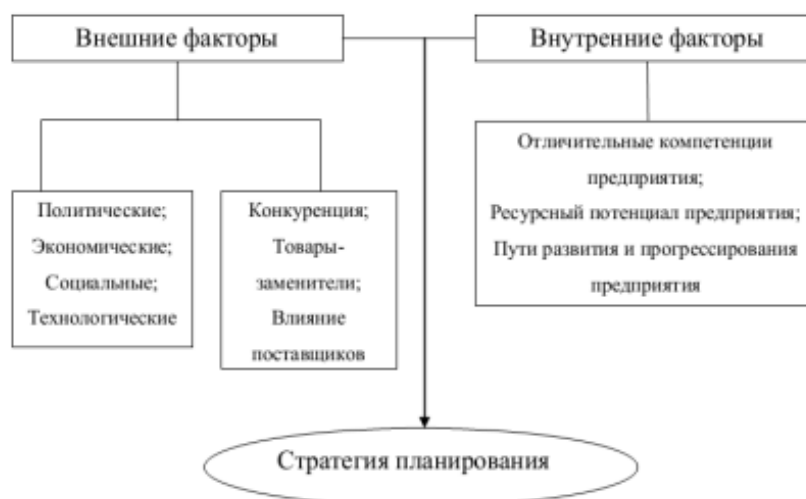 Внешние факторы
Внутренние факторы
Политические;
Экономические;
Социальные;
Технологические
Конкуренция;
Товары-
заменители;
Влияние
поставщиков
Отличительные компетенции
предприятия;
Ресурсный потенциал предприятия;
Пути развития и прогрессирования
предприятия
Стратегия планирования